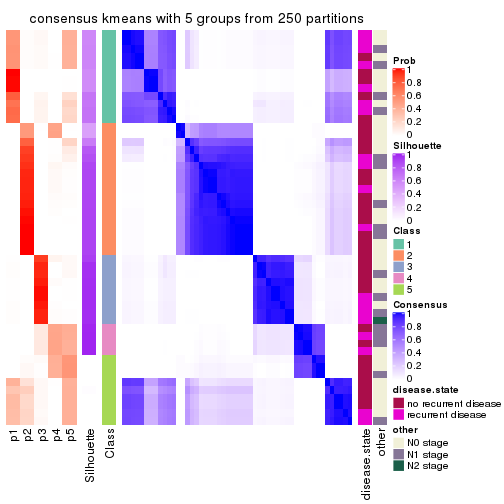 consensus kmeans with 5 groups from 250 partitions
Prob
1
0.8
0.6
0.4
0.2
0
Silhouette
1
0.8
0.6
0.4
0.2
0
Class
1
2
3
4
5
Consensus
1
0.8
0.6
0.4
0.2
0
disease.state
no recurrent disease
recurrent disease
other
N0 stage
N1 stage
N2 stage
p1
p2
p3
p4
p5
Silhouette
Class
disease.state
other